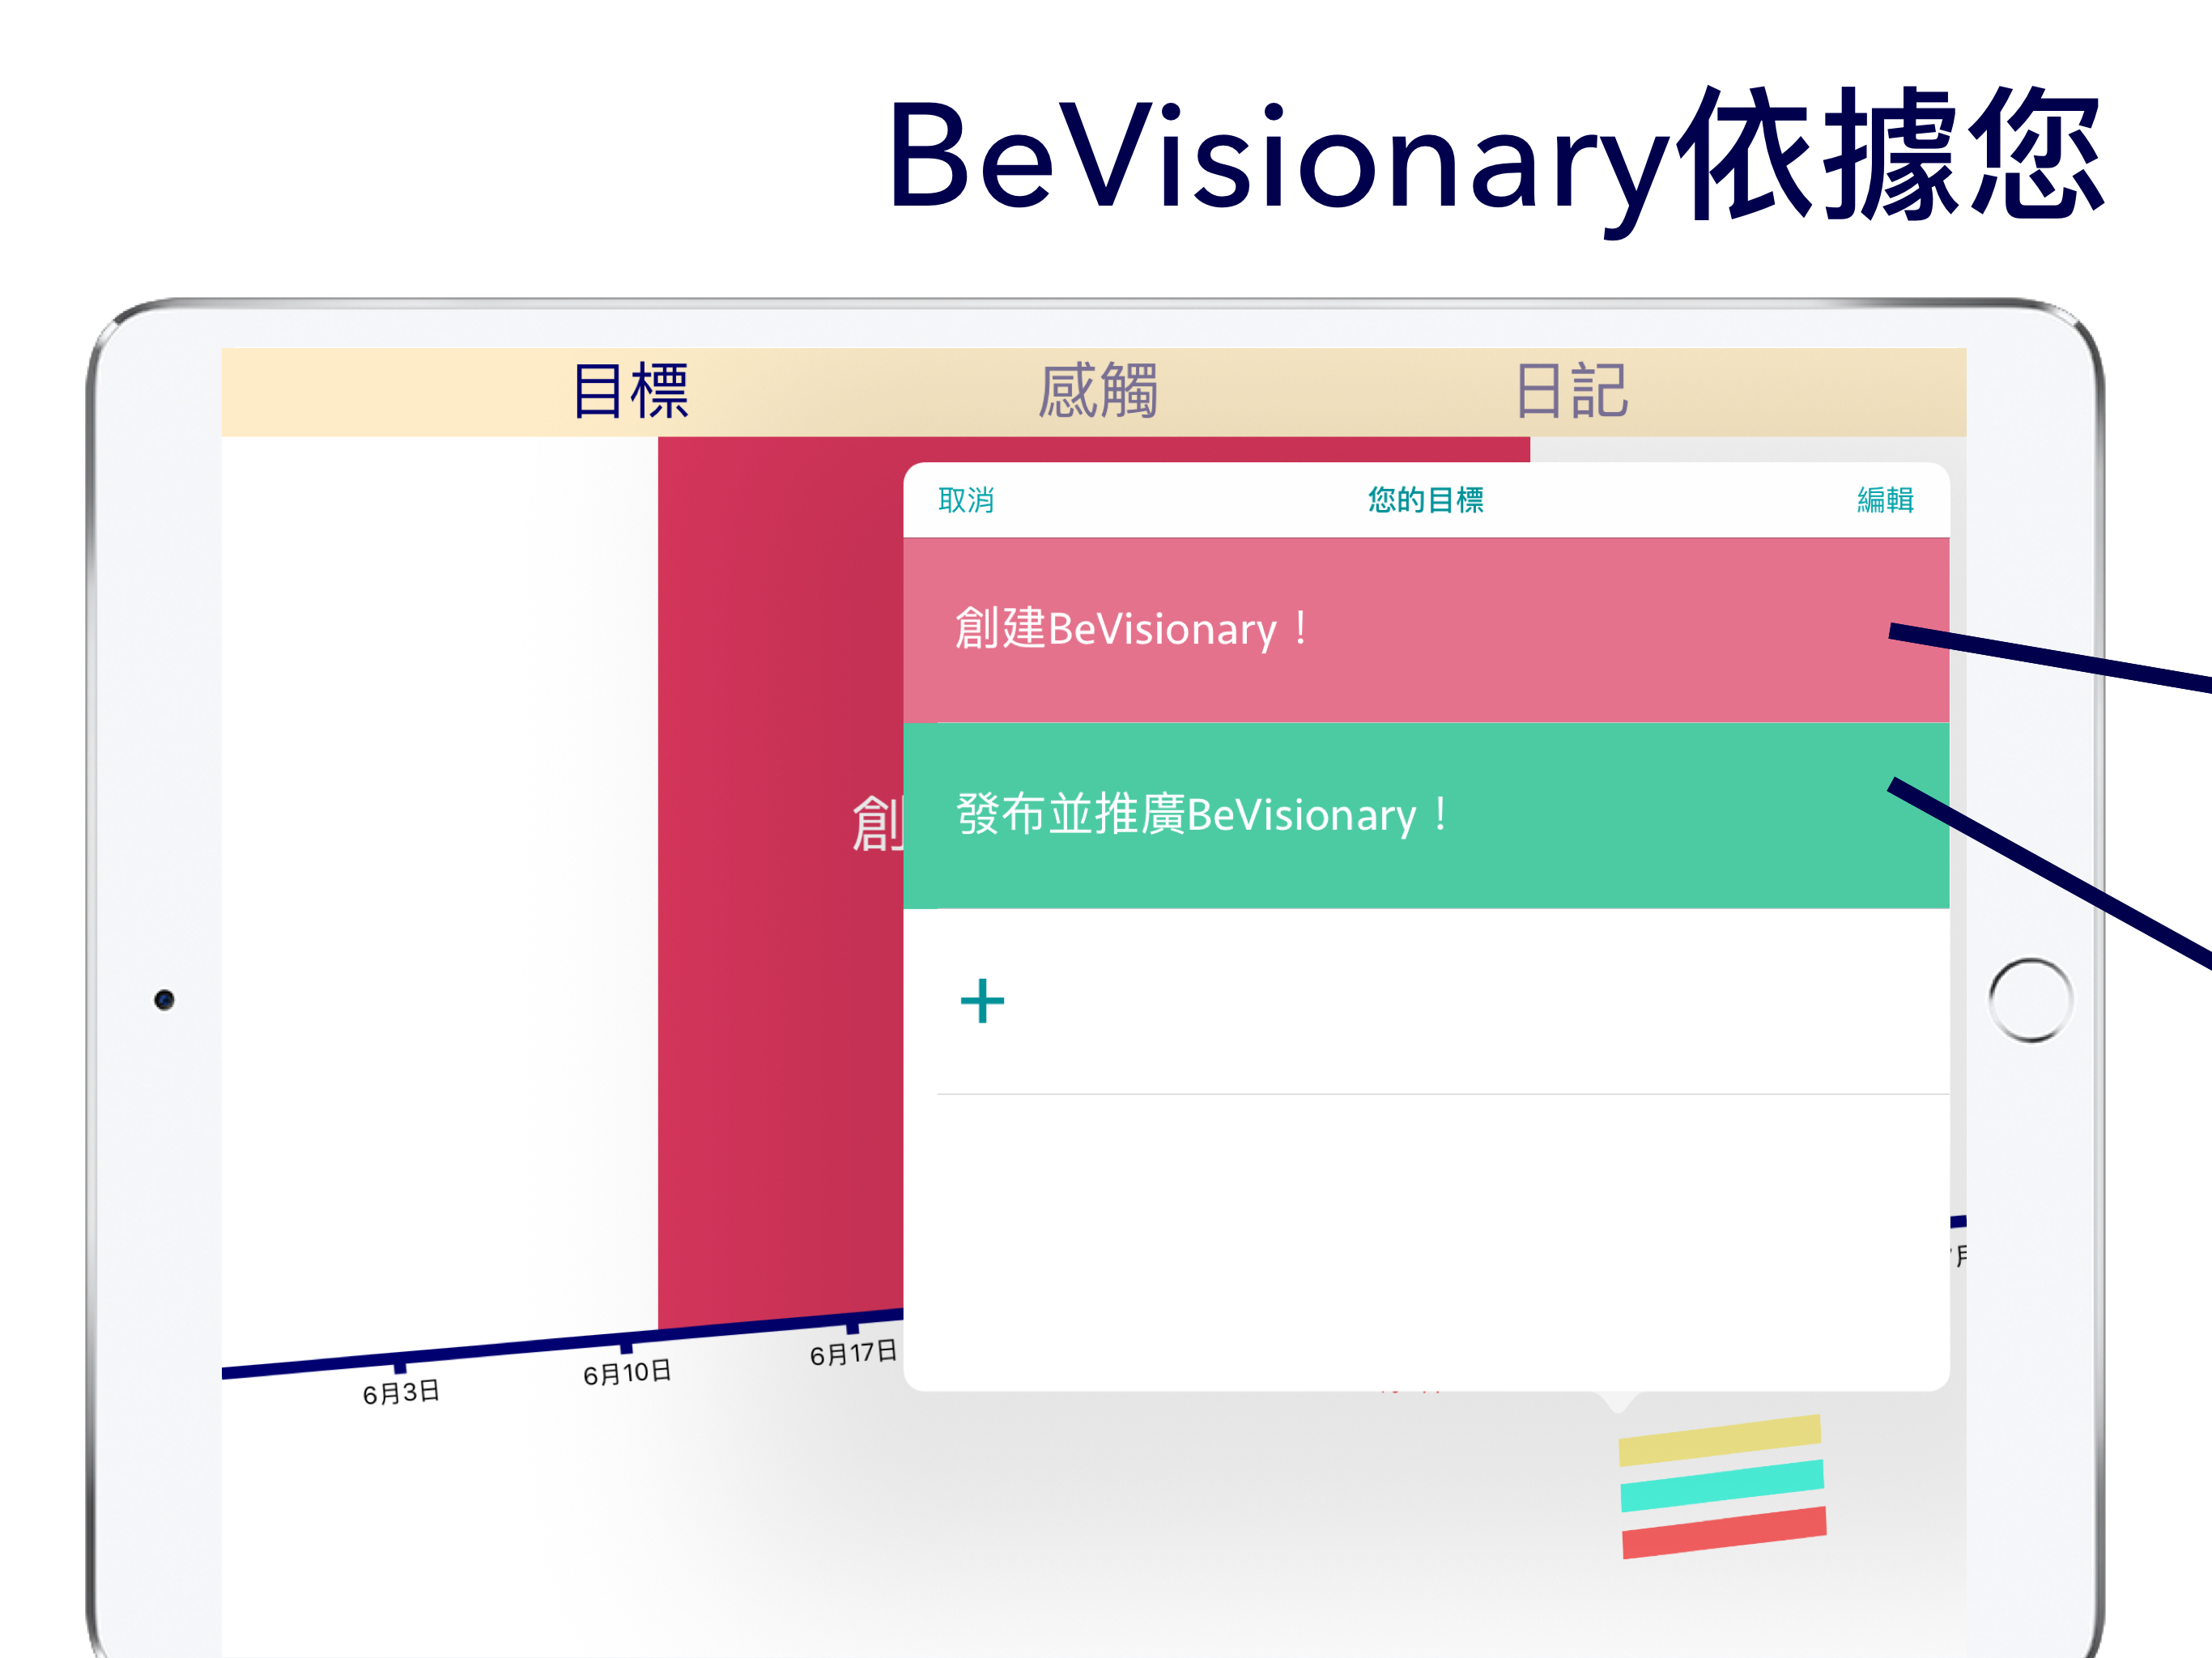 BeVisionary依據您
目標 感觸 日記
取消 您的目標 編輯
創建BeVisionary！
發布並推廣BeVisionary！
創
6月3日 6月10日 6月17日